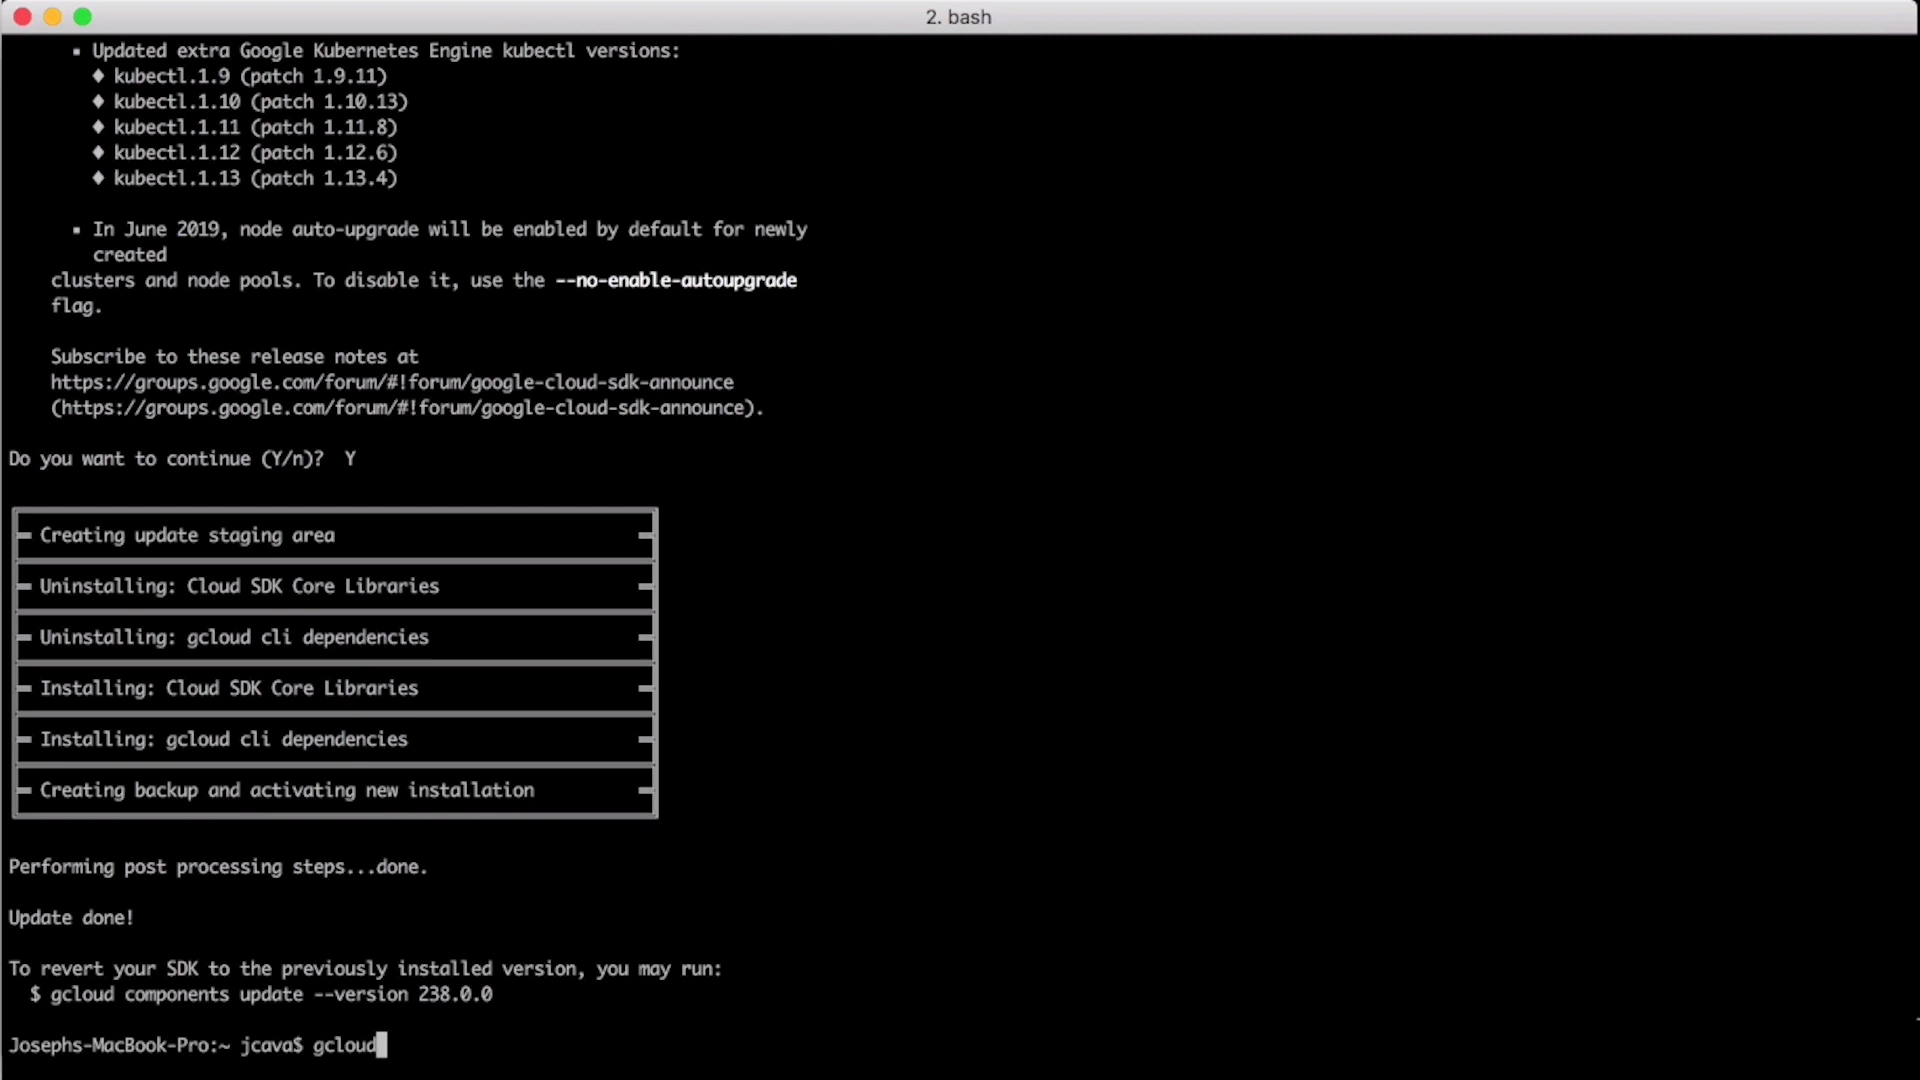 2. bash
▪ Updated extra Google Kubernetes Engine kubectl versions:
♦ kubectl.1.9 (patch 1.9.11)
♦ kubectl.1.10 (patch 1.10.13)
♦ kubectl.1.11 (patch 1.11.8)
♦ kubectl.1.12 (patch 1.12.6)
♦ kubectl.1.13 (patch 1.13.4)
▪ In June 2019, node auto-upgrade will be enabled by default for newly
created
clusters and node pools. To disable it, use the --no-enable-autoupgrade
flag.
Subscribe to these release notes at
https://groups.google.com/forum/#!forum/google-cloud-sdk-announce
(https://groups.google.com/forum/#!forum/google-cloud-sdk-announce).
Do you want to continue (Y/n)?  Y
Creating update staging area
Uninstalling: Cloud SDK Core Libraries
Uninstalling: gcloud cli dependencies
Installing: Cloud SDK Core Libraries
Installing: gcloud cli dependencies
Creating backup and activating new installation
Performing post processing steps...done.
Update done!
To revert your SDK to the previously installed version, you may run:
$ gcloud components update --version 238.0.0
Josephs-MacBook-Pro:~ jcava$ gcloud